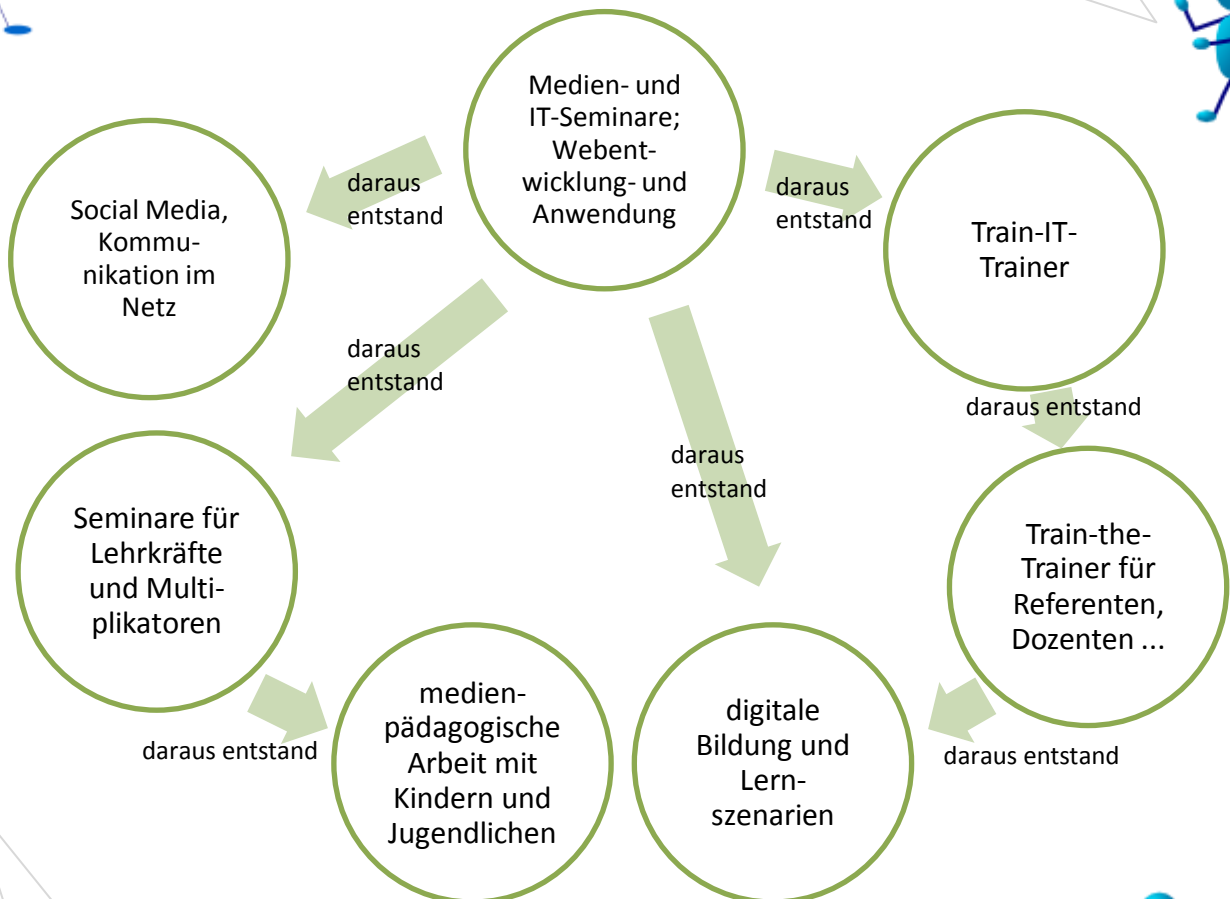 Medien- und
IT-Seminare;
Webent-
wicklung- und
Anwendung
daraus
entstand
daraus
entstand
Social Media,
Kommu-
nikation im
Netz
Train-IT-
Trainer
daraus
entstand
daraus entstand
daraus
entstand
Seminare für
Lehrkräfte
und Multi-
plikatoren
Train-the-
Trainer für
Referenten,
Dozenten ...
daraus entstand
medien-
pädagogische
Arbeit mit
Kindern und
Jugendlichen
digitale
Bildung und
Lern-
szenarien
daraus entstand